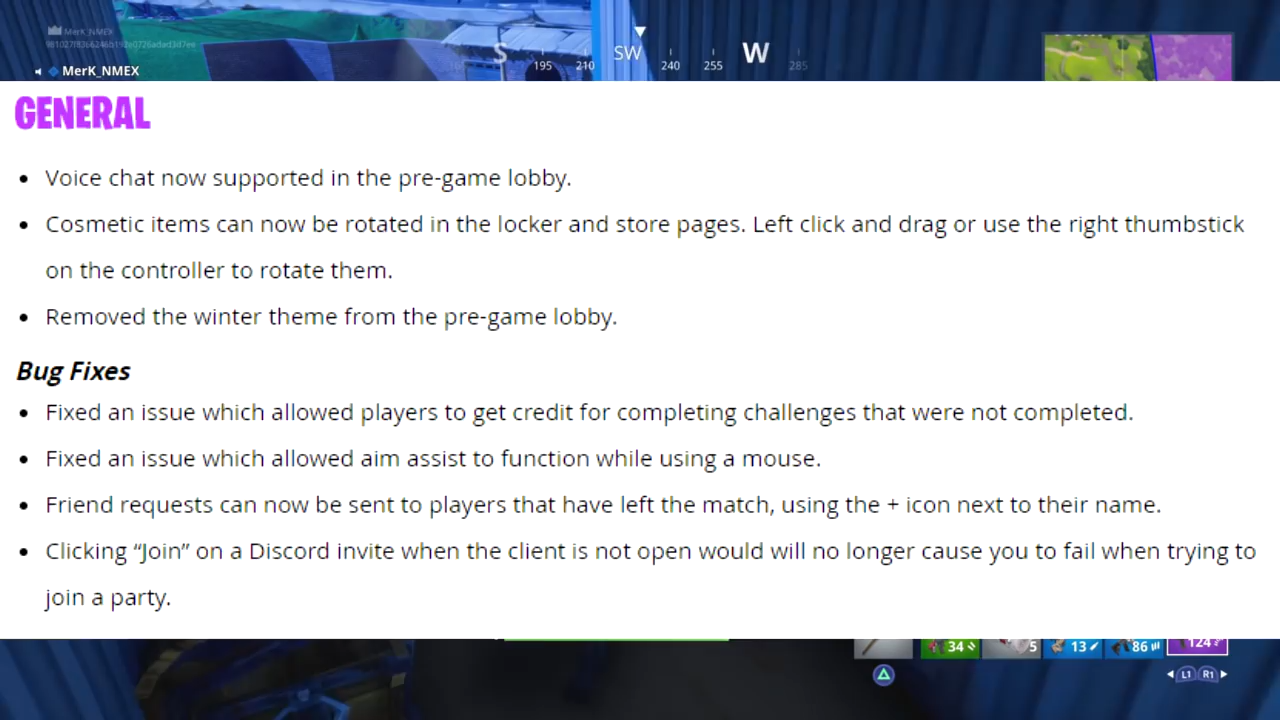 MerK_NMEX
MerK_NMEX
S
195
210
SW
240
255
W
285
GENERAL
Voice chat now supported in the pre-game lobby.
Cosmetic items can now be rotated in the locker and store pages. Left click and drag or use the right thumbstick
on the controller to rotate them.
Removed the winter theme from the pre-game lobby.
Bug Fixes
Fixed an issue which allowed players to get credit for completing challenges that were not completed.
Fixed an issue which allowed aim assist to function while using a mouse.
Friend requests can now be sent to players that have left the match, using the + icon next to their name.
Clicking “Join” on a Discord invite when the client is not open would will no longer cause you to fail when trying to
join a party.
34
5
13
86
124
L1 R1